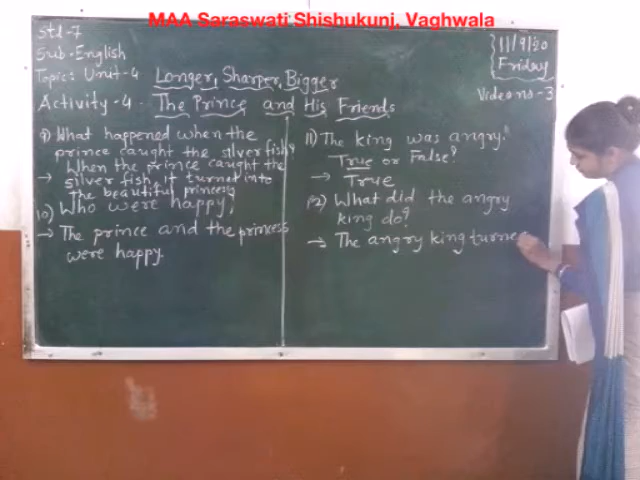 MAA Saraswati Shishukunj, Vaghwala
Std-7
Sub-English
Topic: Unit-4 Longer, Sharper, Bigger
Activity-4 - The Prince and His Friends
11/9/20
Friday
Video no-3
9) What happened when the
prince caught the silver fish?
→ When the prince caught the
silver fish, it turned into
the beautiful princess
10) Who were happy?
→ The prince and the princess
were happy.
11) The king was angry.
True or False?
→ True
12) What did the angry
king do?
→ The angry king turne